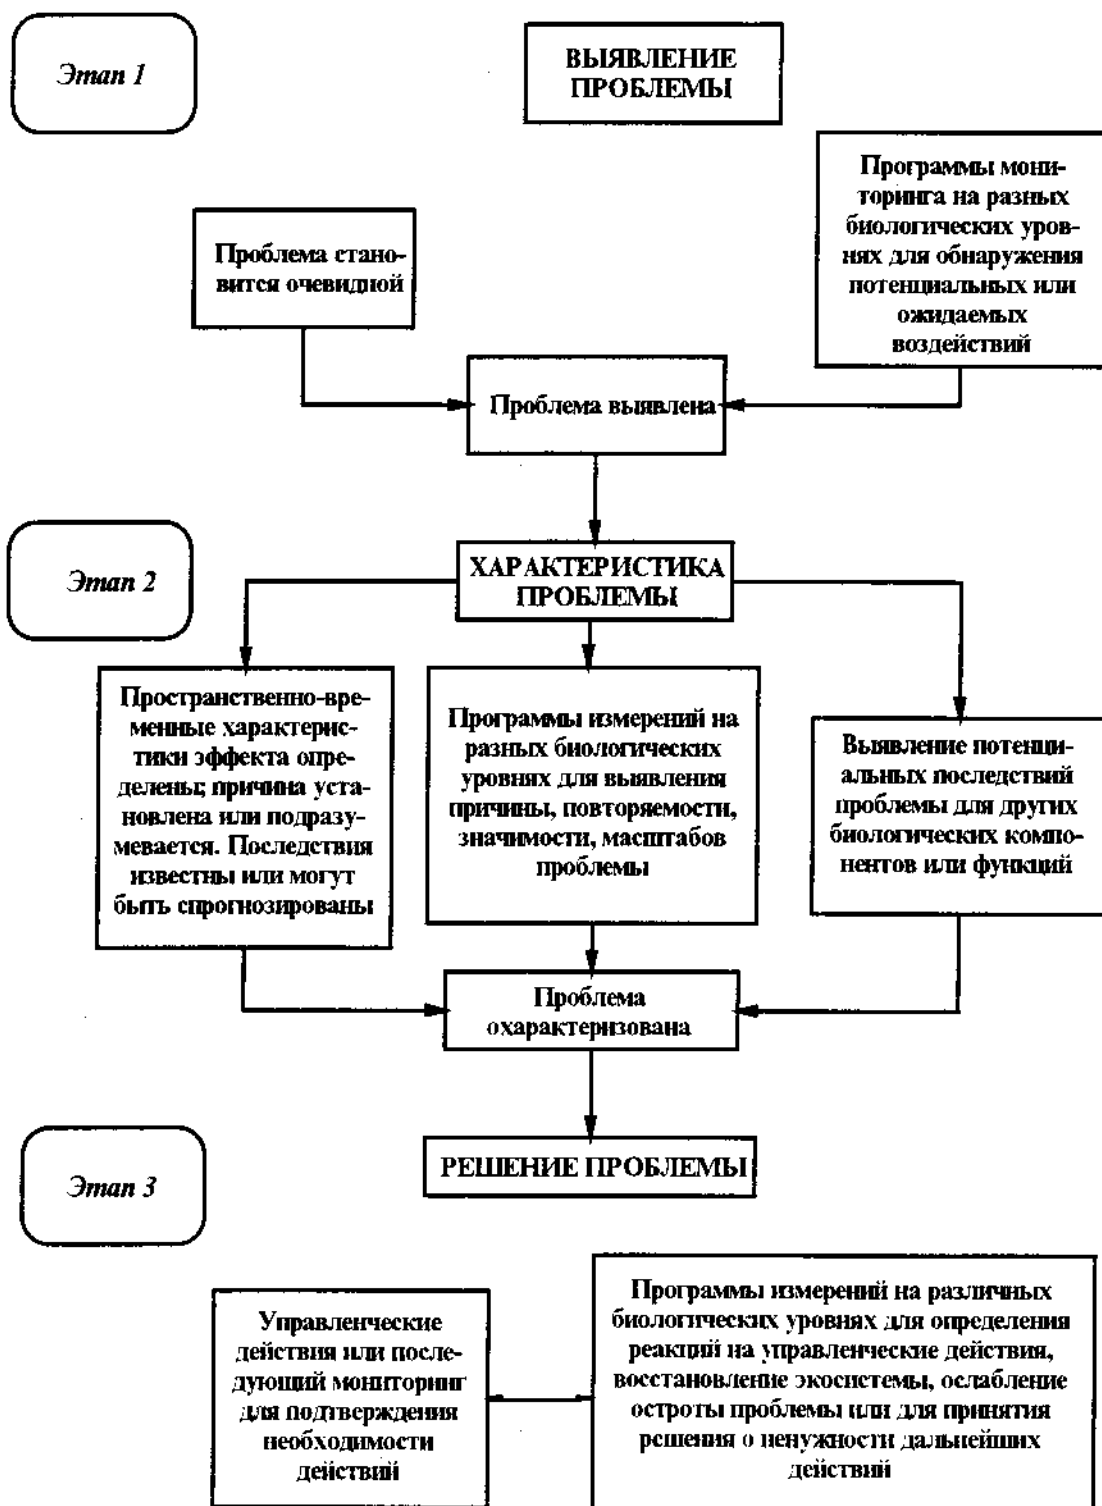 Этап 1
ВЫЯВЛЕНИЕ
ПРОБЛЕМЫ
Проблема стано-
вится очевидной
Программы мони-
торинга на разных
биологических уров-
нях для обнаружения
потенциальных или
ожидаемых
воздействий
Проблема выявлена
Этап 2
ХАРАКТЕРИСТИКА
ПРОБЛЕМЫ
Пространственно-вре-
менные характерис-
тики эффекта опре-
делены; причина уста-
новлена или подразу-
мевается. Последствия
известны или могут
быть спрогнозированы
Программы измерений на
разных биологических
уровнях для выявления
причины, повторяемости,
значимости, масштабов
проблемы
Выявление потенци-
альных последствий
проблемы для других
биологических компо-
нентов или функций
Проблема
охарактеризована
Этап 3
РЕШЕНИЕ ПРОБЛЕМЫ
Управленческие
действия или после-
дующий мониторинг
для подтверждения
необходимости
действий
Программы измерений на различных
биологических уровнях для определения
реакций на управленческие действия,
восстановление экосистемы, ослабление
остроты проблемы или для принятия
решения о ненужности дальнейших
действий